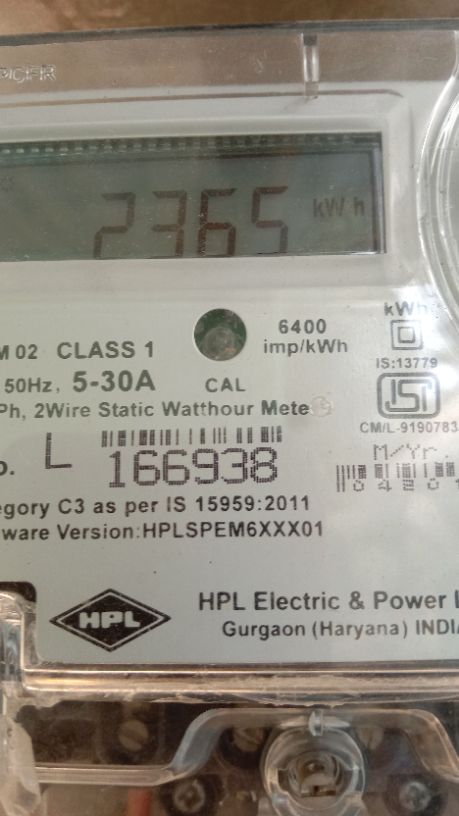 2365 kWh
kWh
6400
imp/kWh
IS:13779
M 02 CLASS 1
50Hz, 5-30A
CAL
Ph, 2Wire Static Watthour Mete
CM/L-9190783
M/Yr.
L 166938
egory C3 as per IS 15959:2011
ware Version:HPLSPEM6XXX01
HPL
HPL Electric & Power L
Gurgaon (Haryana) INDIA